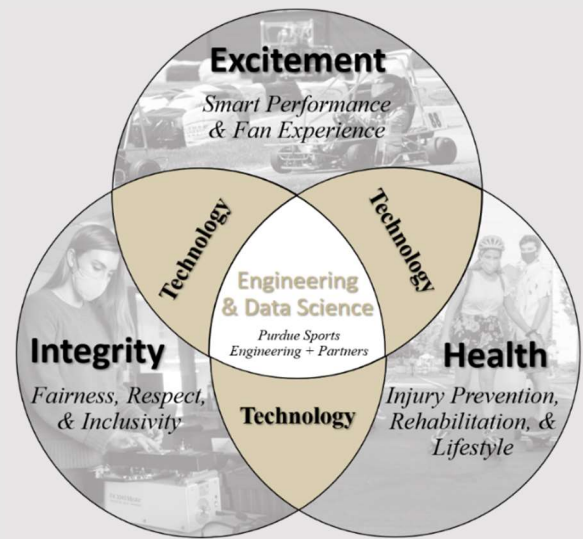 Excitement
Smart Performance
& Fan Experience
Technology
Technology
Engineering
& Data Science
Purdue Sports
Engineering + Partners
Integrity
Fairness, Respect,
& Inclusivity
Health
Injury Prevention,
Rehabilitation, &
Lifestyle
Technology